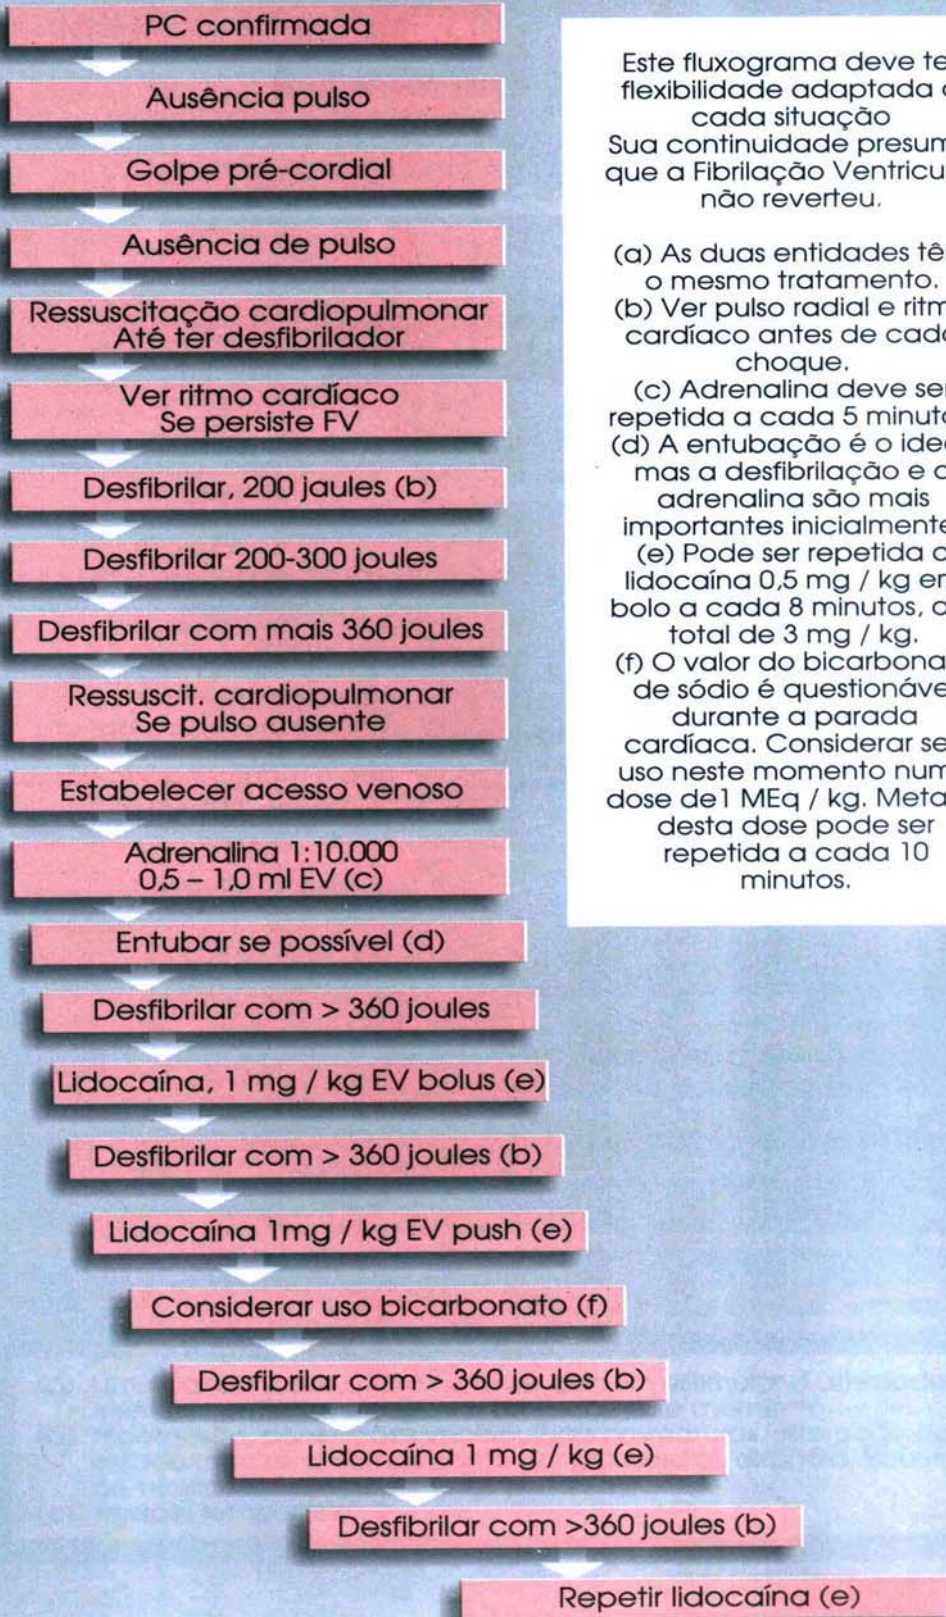 PC confirmada
Ausência pulso
Golpe pré-cordial
Ausência de pulso
Ressuscitação cardiopulmonar
Até ter desfibrilador
Ver ritmo cardíaco
Se persiste FV
Desfibrilar, 200 jaules (b)
Desfibrilar 200-300 joules
Desfibrilar com mais 360 joules
Ressuscit. cardiopulmonar
Se pulso ausente
Estabelecer acesso venoso
Adrenalina 1:10.000
0,5 – 1,0 ml EV (c)
Entubar se possível (d)
Desfibrilar com > 360 joules
Lidocaína, 1 mg / kg EV bolus (e)
Desfibrilar com > 360 joules (b)
Lidocaína 1mg / kg EV push (e)
Considerar uso bicarbonato (f)
Desfibrilar com > 360 joules (b)
Lidocaína 1 mg / kg (e)
Desfibrilar com >360 joules (b)
Repetir lidocaína (e)
Este fluxograma deve te
flexibilidade adaptada
cada situação
Sua continuidade presum
que a Fibrilação Ventricu
não reverteu.
(a) As duas entidades tê
o mesmo tratamento.
(b) Ver pulso radial e ritm
cardíaco antes de cad
choque.
(c) Adrenalina deve se
repetida a cada 5 minut
(d) A entubação é o ide
mas a desfibrilação e
adrenalina são mais
importantes inicialmente
(e) Pode ser repetida
lidocaína 0,5 mg / kg e
bolo a cada 8 minutos, a
total de 3 mg / kg.
(f) O valor do bicarbona
de sódio é questionáve
durante a parada
cardíaca. Considerar se
uso neste momento num
dose de1 MEq / kg. Meta
desta dose pode ser
repetida a cada 10
minutos.